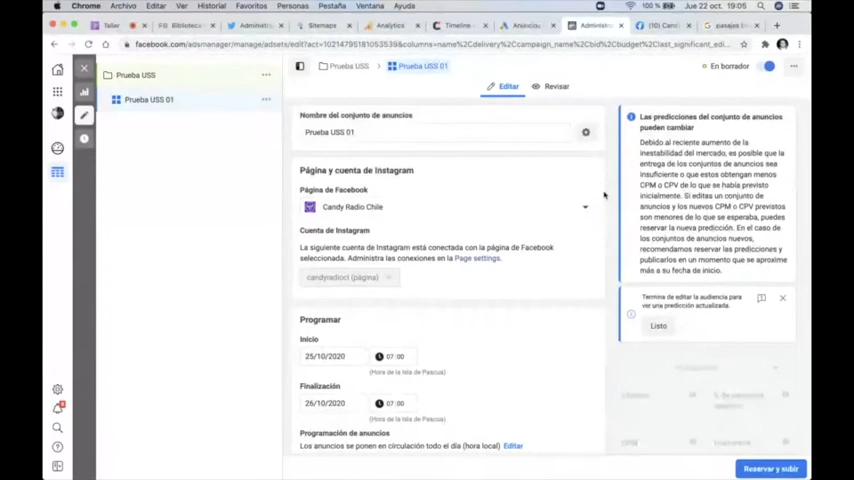 Chrome Archivo Editar Ver Historial Favoritos Personas Pestaña Ventana Ayuda Jue 22 oct. 19:05
Taller FB Biblioteca Administra Sitemaps Analytics Timeline Anuncios Administra (10) Candi pasajes b
facebook.com/adsmanager/manage/adsets/edit?act=1021479518105353
Prueba USS
Prueba USS 01
Prueba USS > Prueba USS 01
En borrador
Editar Revisar
Nombre del conjunto de anuncios
Prueba USS 01
Página y cuenta de Instagram
Página de Facebook
Candy Radio Chile
Cuenta de Instagram
La siguiente cuenta de Instagram está conectada con la página de Facebook
seleccionada. Administra las conexiones en la Page settings.
candyradiocl (página)
Programar
Inicio
25/10/2020 07:00
(Hora de la Isla de Pascua)
Finalización
26/10/2020 07:00
(Hora de la Isla de Pascua)
Programación de anuncios
Los anuncios se ponen en circulación todo el día (hora local) Editar
Las predicciones del conjunto de anuncios
pueden cambiar
Debido al reciente aumento de la
inestabilidad del mercado, es posible que la
entrega de los conjuntos de anuncios sea
insuficiente o que estos obtengan menos
CPM o CPV de lo que se había previsto
inicialmente. Si editas un conjunto de
anuncios y los nuevos CPM o CPV previstos
son menores de lo que se esperaba, puedes
reservar la nueva predicción. En el caso de
los conjuntos de anuncios nuevos,
recomendamos reservar las predicciones y
publicarlos en un momento que se aproxime
más a su fecha de inicio.
Termina de editar la audiencia para
ver una predicción actualizada.
Listo
CPM
Reservar y subir